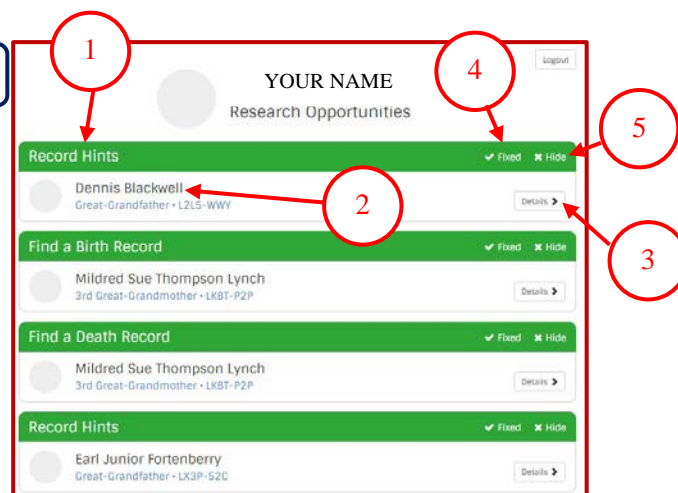 1
4
Logout
YOUR NAME
Research Opportunities
5
Record Hints ✔ Fixed ✖ Hide
Dennis Blackwell
Great-Grandfather • L2L5-WWY
2
Details ❯
3
Find a Birth Record ✔ Fixed ✖ Hide
Mildred Sue Thompson Lynch
3rd Great-Grandmother • LKBT-P2P
Details ❯
Find a Death Record ✔ Fixed ✖ Hide
Mildred Sue Thompson Lynch
3rd Great-Grandmother • LKBT-P2P
Details ❯
Record Hints ✔ Fixed ✖ Hide
Earl Junior Fortenberry
Great-Grandfather • LX3P-S2C
Details ❯